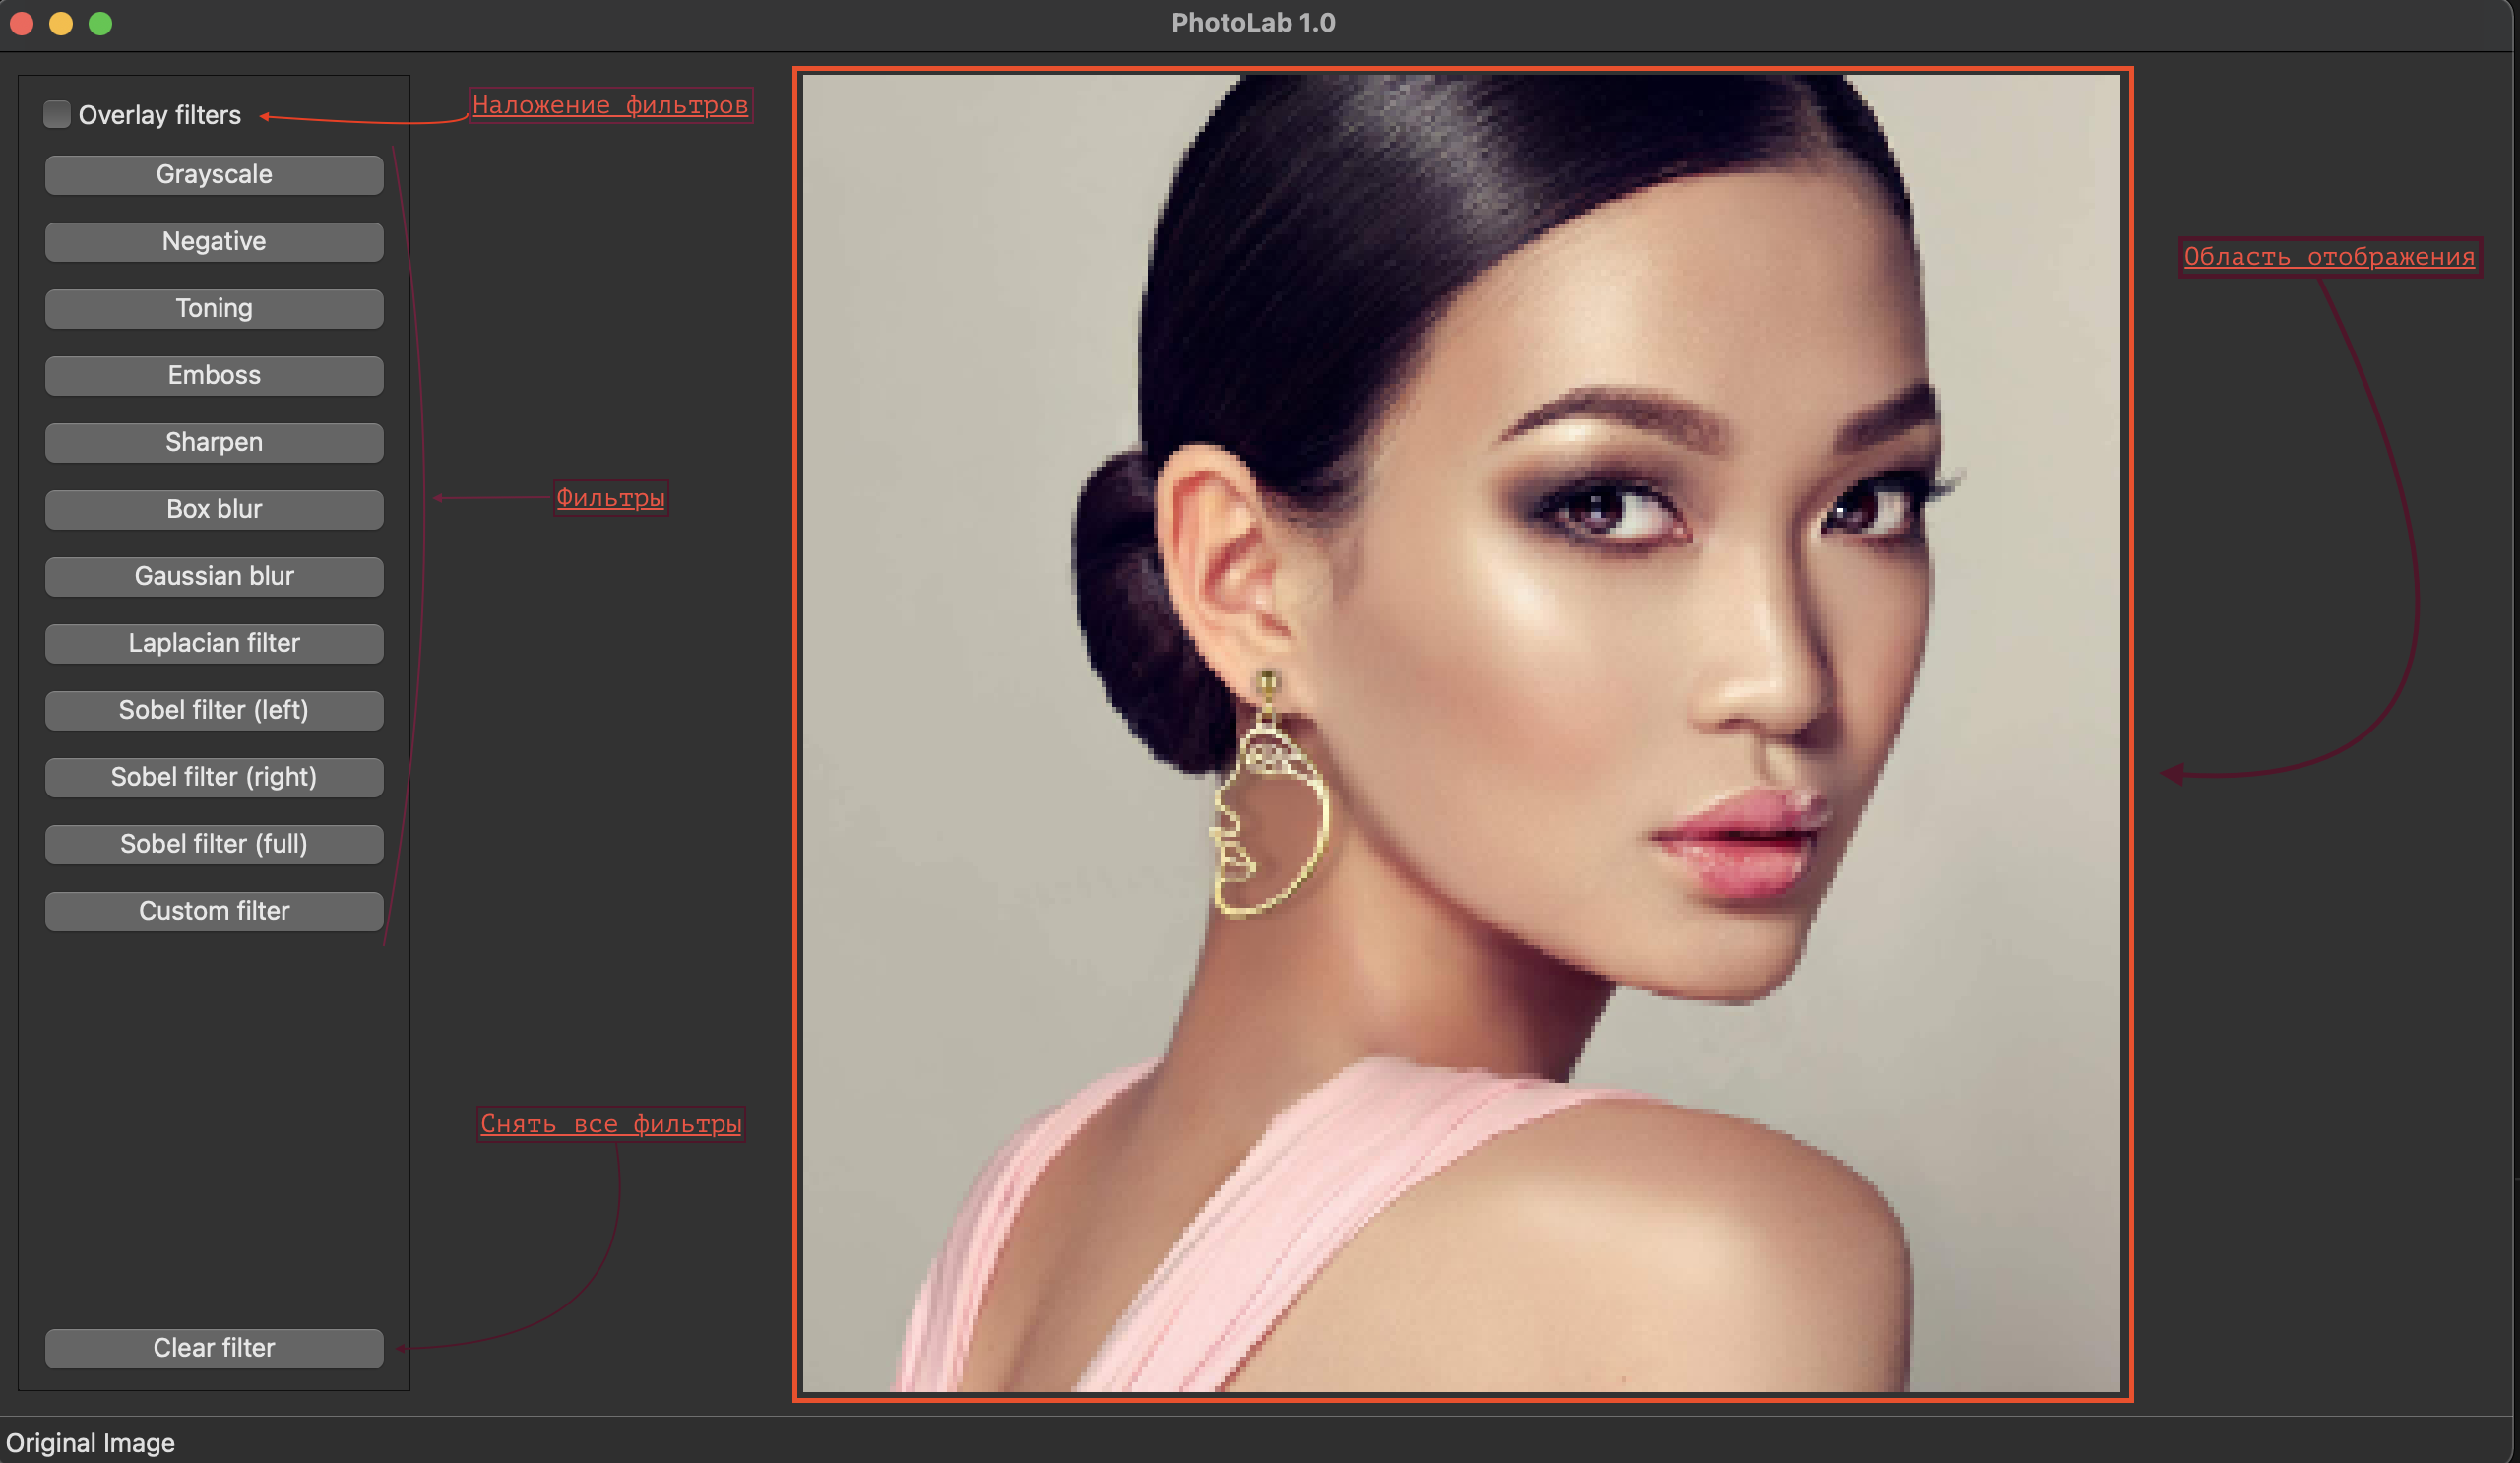 PhotoLab 1.0
Overlay filters
Наложение фильтров
Grayscale
Negative
Toning
Emboss
Sharpen
Box blur
Gaussian blur
Laplacian filter
Sobel filter (left)
Sobel filter (right)
Sobel filter (full)
Custom filter
Фильтры
Снять все фильтры
Clear filter
Область отображения
Original Image